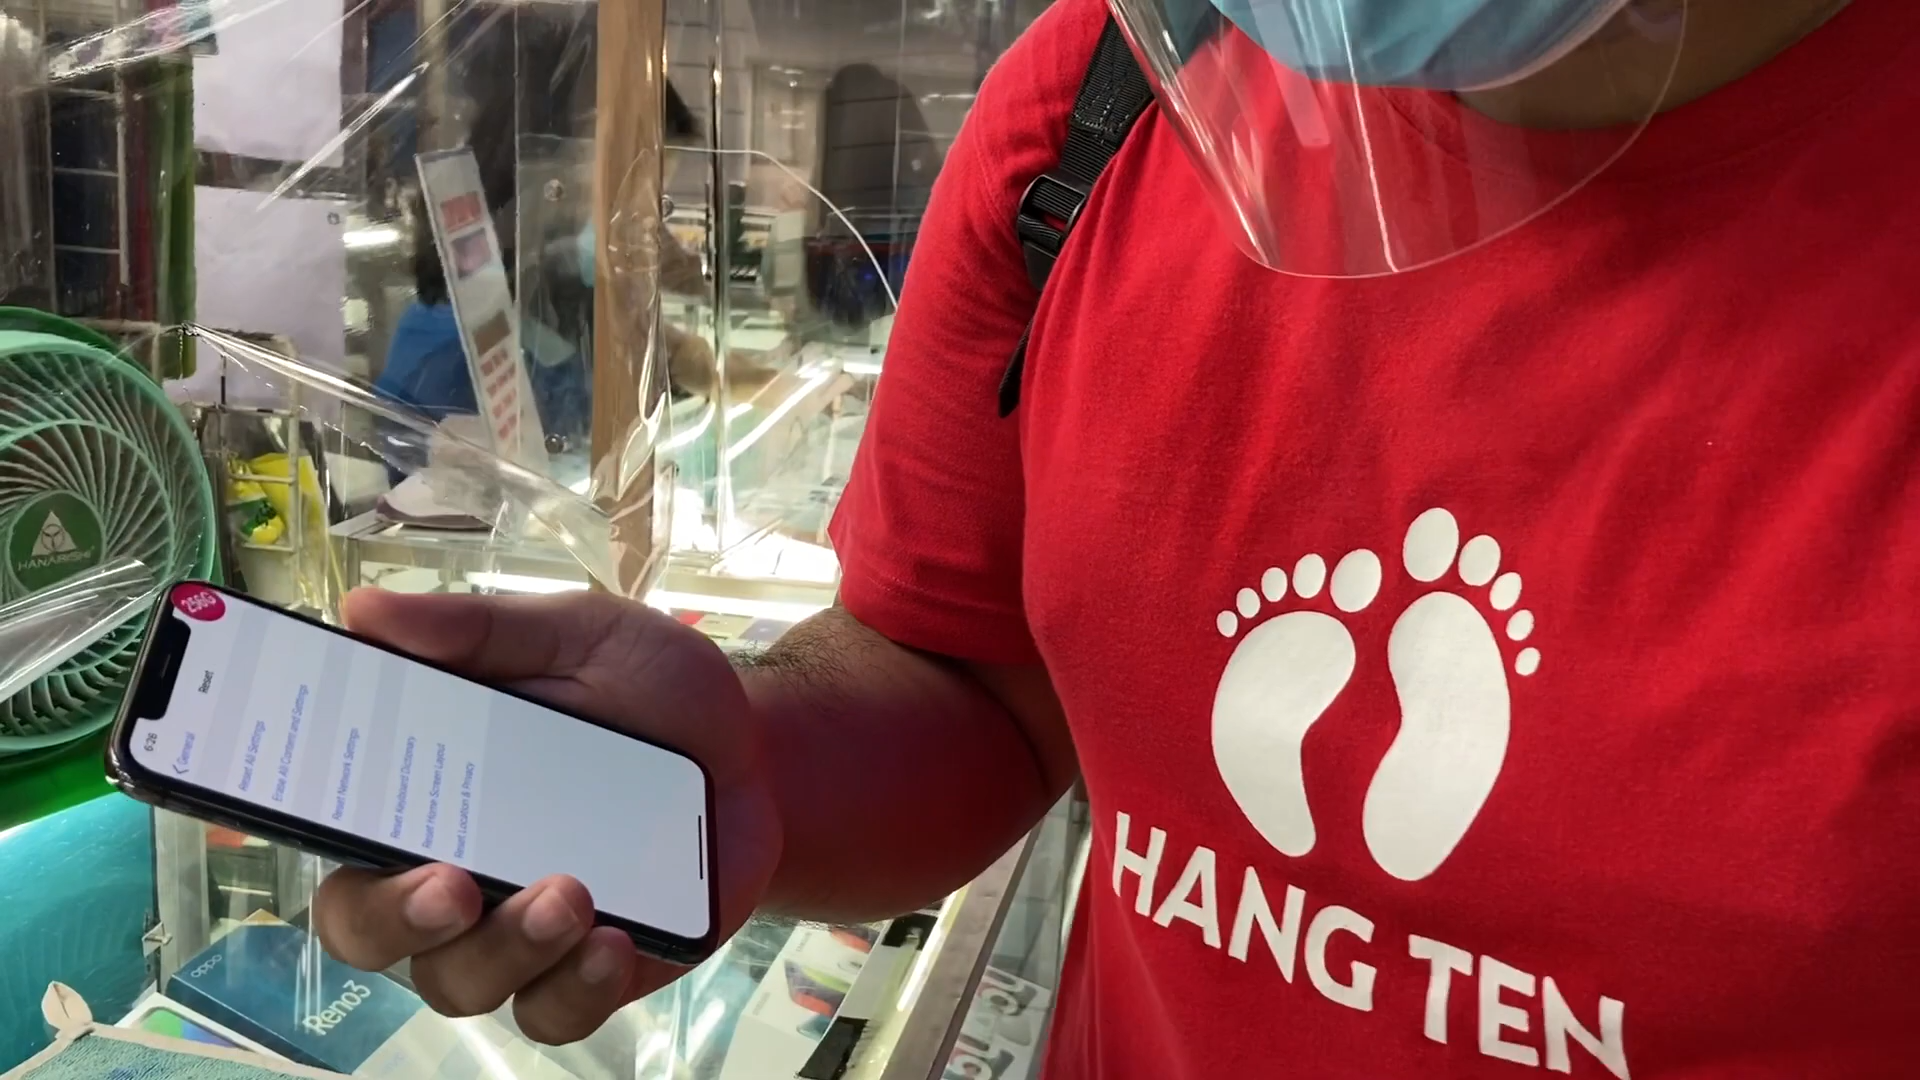 HANARISHI
256G
6:26
General
Reset
Reset All Settings
Erase All Content and Settings
Reset Network Settings
Reset Keyboard Dictionary
Reset Home Screen Layout
Reset Location & Privacy
oppo
Reno3
HANG TEN